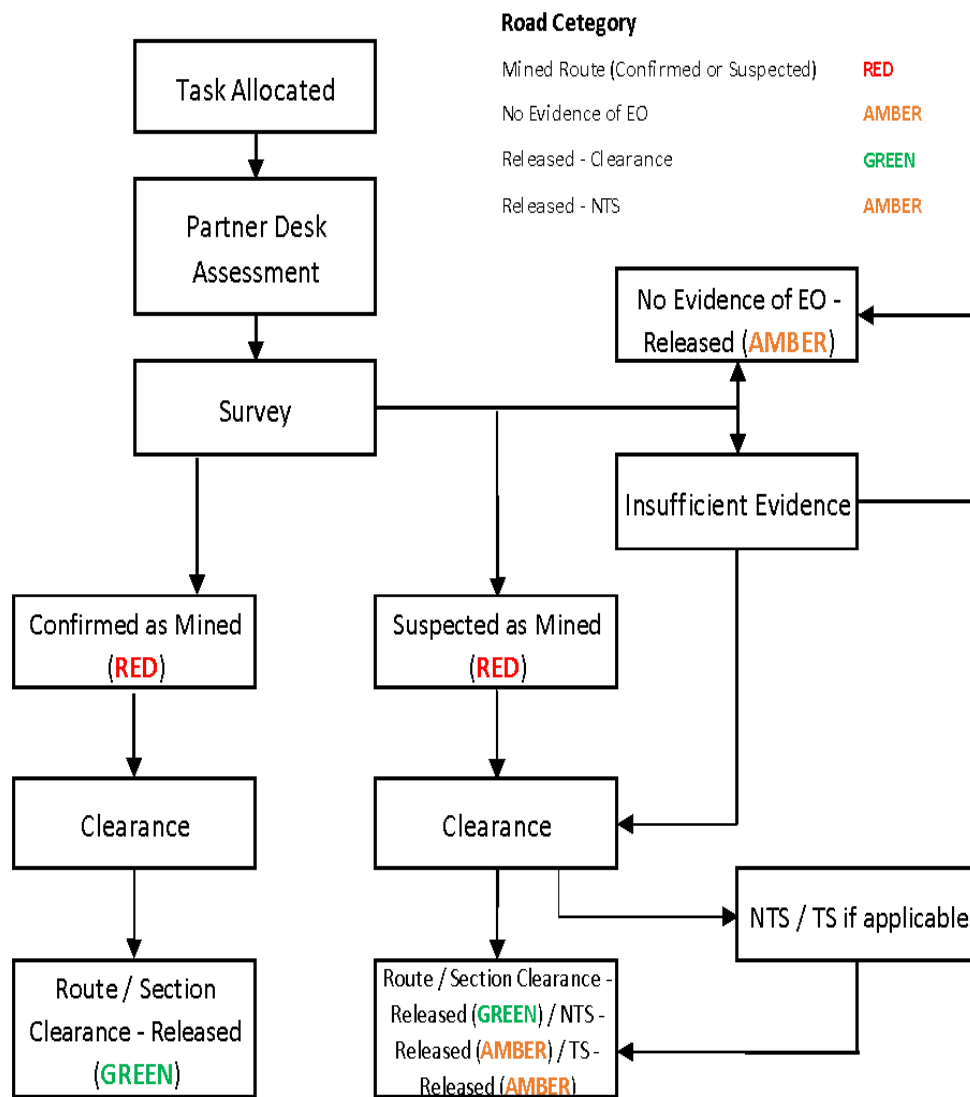 Road Cetegory
Mined Route (Confirmed or Suspected) RED
No Evidence of EO AMBER
Released - Clearance GREEN
Released - NTS AMBER
Task Allocated
Partner Desk
Assessment
Survey
No Evidence of EO -
Released (AMBER)
Insufficient Evidence
Confirmed as Mined
(RED)
Suspected as Mined
(RED)
Clearance
Clearance
NTS / TS if applicable
Route / Section
Clearance - Released
(GREEN)
Route / Section Clearance -
Released (GREEN) / NTS -
Released (AMBER) / TS -
Released (AMBER)